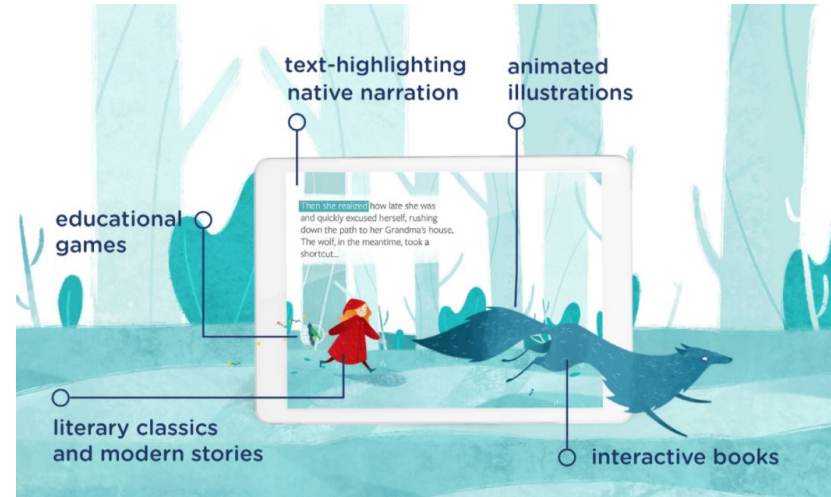 text-highlighting
native narration
animated
illustrations
Then she realized how late she was
and quickly excused herself, rushing
down the path to her Grandma's house.
The wolf, in the meantime, took a
shortcut...
educational
games
literary classics
and modern stories
interactive books